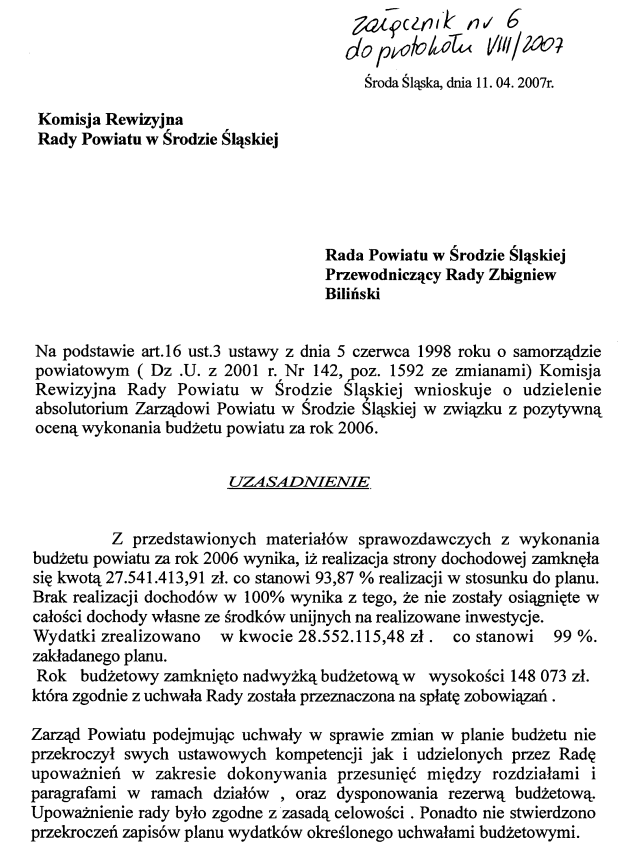 załącznik nr 6
do protokołu VIII/2007
Środa Śląska, dnia 11. 04. 2007r.
Komisja Rewizyjna
Rady Powiatu w Środzie Śląskiej
Rada Powiatu w Środzie Śląskiej
Przewodniczący Rady Zbigniew
Biliński
Na podstawie art.16 ust.3 ustawy z dnia 5 czerwca 1998 roku o samorządzie
powiatowym ( Dz .U. z 2001 r. Nr 142, poz. 1592 ze zmianami) Komisja
Rewizyjna Rady Powiatu w Środzie Śląskiej wnioskuje o udzielenie
absolutorium Zarządowi Powiatu w Środzie Śląskiej w związku z pozytywną
oceną wykonania budżetu powiatu za rok 2006.
UZASADNIENIE
Z przedstawionych materiałów sprawozdawczych z wykonania
budżetu powiatu za rok 2006 wynika, iż realizacja strony dochodowej zamknęła
się kwotą 27.541.413,91 zł. co stanowi 93,87 % realizacji w stosunku do planu.
Brak realizacji dochodów w 100% wynika z tego, że nie zostały osiągnięte w
całości dochody własne ze środków unijnych na realizowane inwestycje.
Wydatki zrealizowano w kwocie 28.552.115,48 zł . co stanowi 99 %.
zakładanego planu.
Rok budżetowy zamknięto nadwyżką budżetową w wysokości 148 073 zł.
która zgodnie z uchwała Rady została przeznaczona na spłatę zobowiązań .
Zarząd Powiatu podejmując uchwały w sprawie zmian w planie budżetu nie
przekroczył swych ustawowych kompetencji jak i udzielonych przez Radę
upoważnień w zakresie dokonywania przesunięć między rozdziałami i
paragrafami w ramach działów , oraz dysponowania rezerwą budżetową.
Upoważnienie rady było zgodne z zasadą celowości . Ponadto nie stwierdzono
przekroczeń zapisów planu wydatków określonego uchwałami budżetowymi.